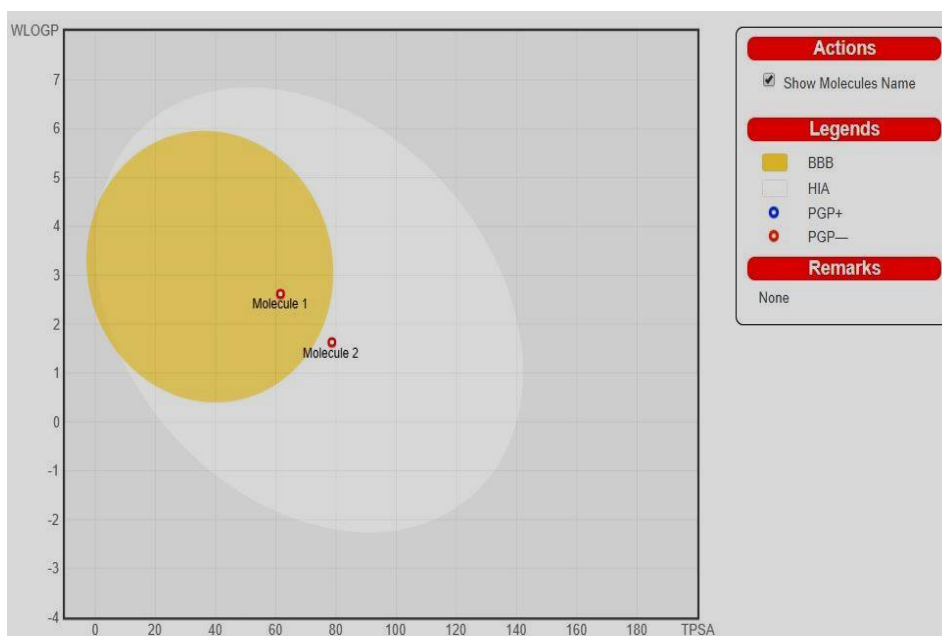 WLOGP
7
6
5
4
3
2
1
0
-1
-2
-3
-4
Molecule 1
Molecule 2
0 20 40 60 80 100 120 140 160 180 TPSA
Actions
Show Molecules Name
Legends
BBB
HIA
PGP+
PGP—
Remarks
None